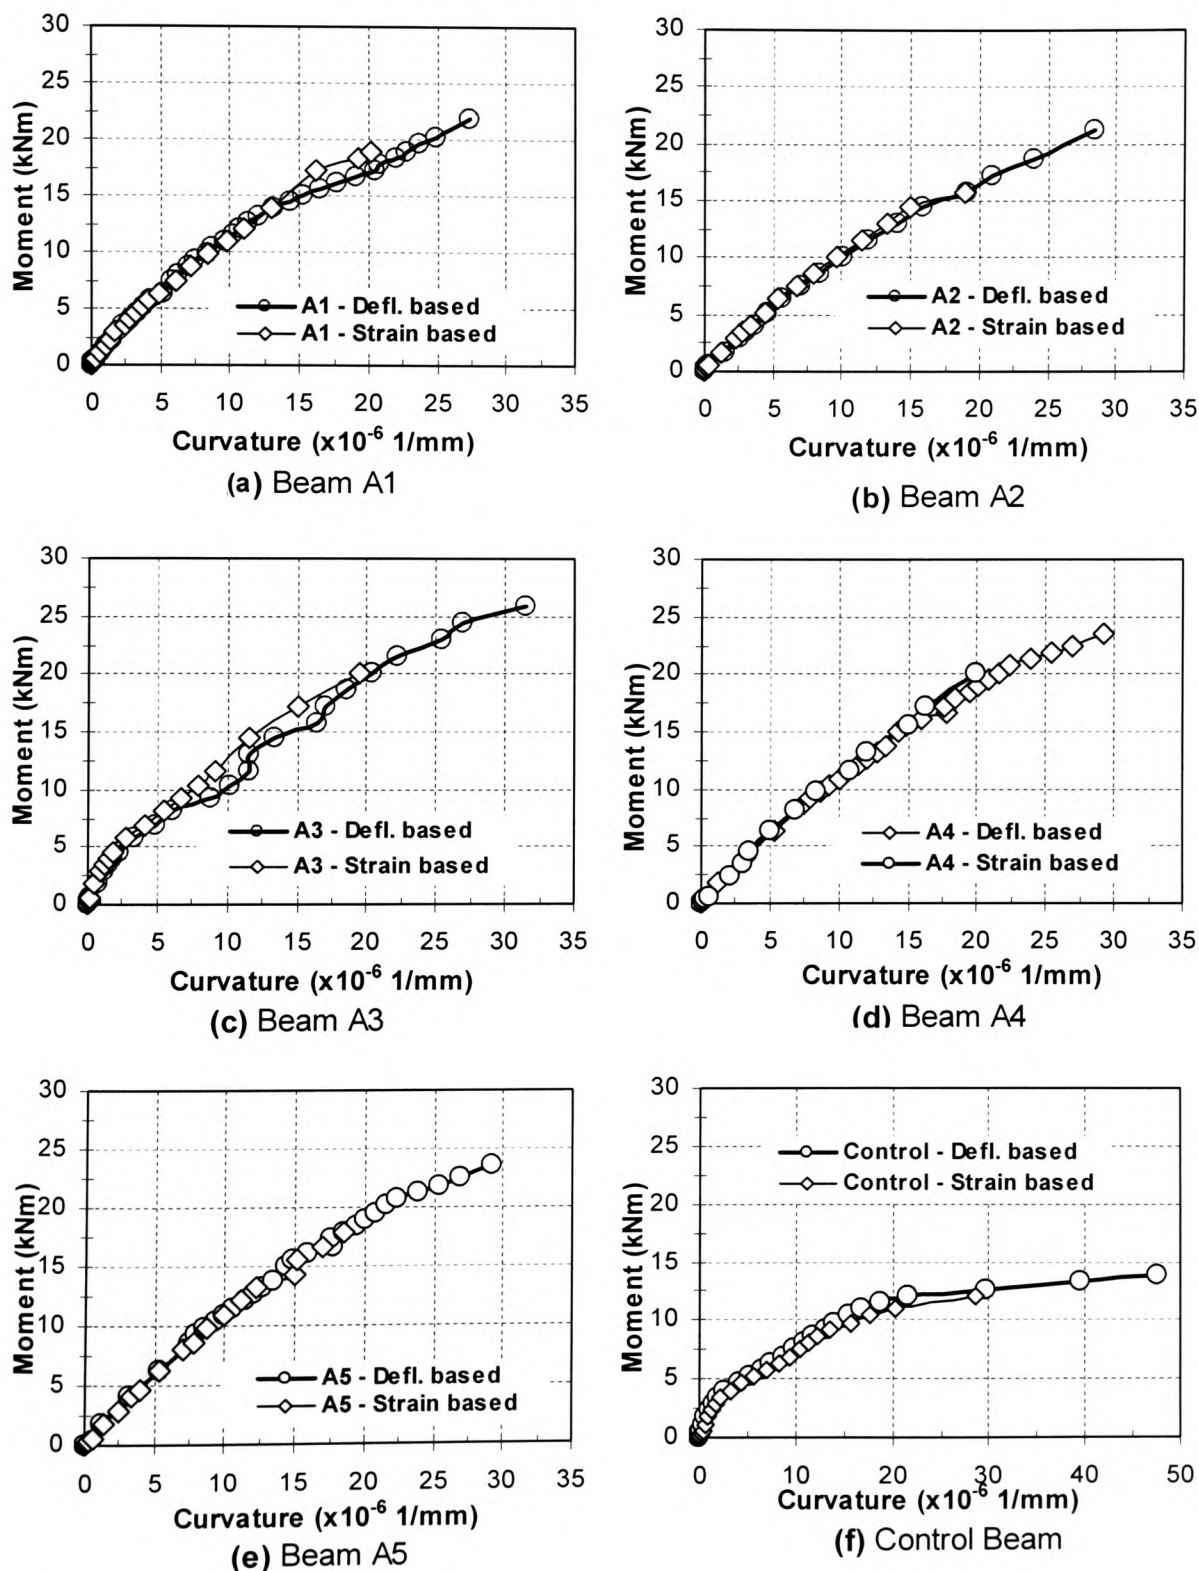 30
25
20
15
10
5
0
Moment (kNm)
A1 - Defl. based
A1 - Strain based
0 5 10 15 20 25 30 35
Curvature (x10-6 1/mm)
(a) Beam A1
30
25
20
15
10
5
0
Moment (kNm)
A2 - Defl. based
A2 - Strain based
0 5 10 15 20 25 30 35
Curvature (x10-6 1/mm)
(b) Beam A2
30
25
20
15
10
5
0
Moment (kNm)
A3 - Defl. based
A3 - Strain based
0 5 10 15 20 25 30 35
Curvature (x10-6 1/mm)
(c) Beam A3
30
25
20
15
10
5
0
Moment (kNm)
A4 - Defl. based
A4 - Strain based
0 5 10 15 20 25 30 35
Curvature (x10-6 1/mm)
(d) Beam A4
30
25
20
15
10
5
0
Moment (kNm)
A5 - Defl. based
A5 - Strain based
0 5 10 15 20 25 30 35
Curvature (x10-6 1/mm)
(e) Beam A5
30
25
20
15
10
5
0
Moment (kNm)
Control - Defl. based
Control - Strain based
0 10 20 30 40 50
Curvature (x10-6 1/mm)
(f) Control Beam